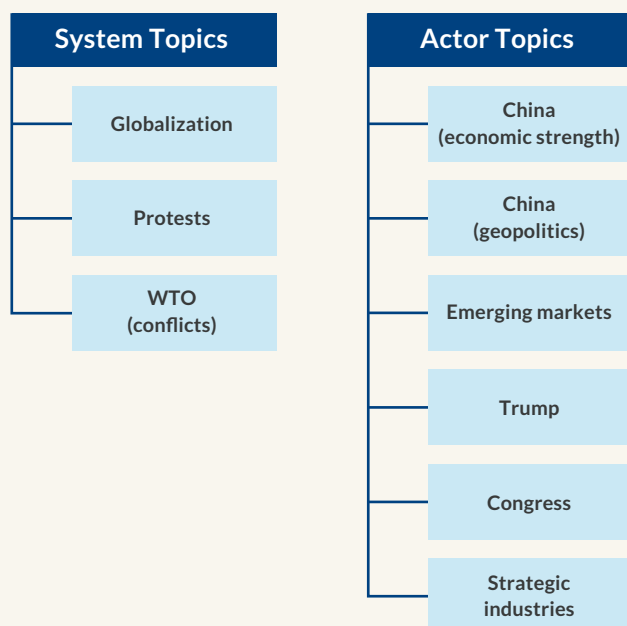 System Topics
Globalization
Protests
WTO
(conflicts)
Actor Topics
China
(economic strength)
China
(geopolitics)
Emerging markets
Trump
Congress
Strategic
industries